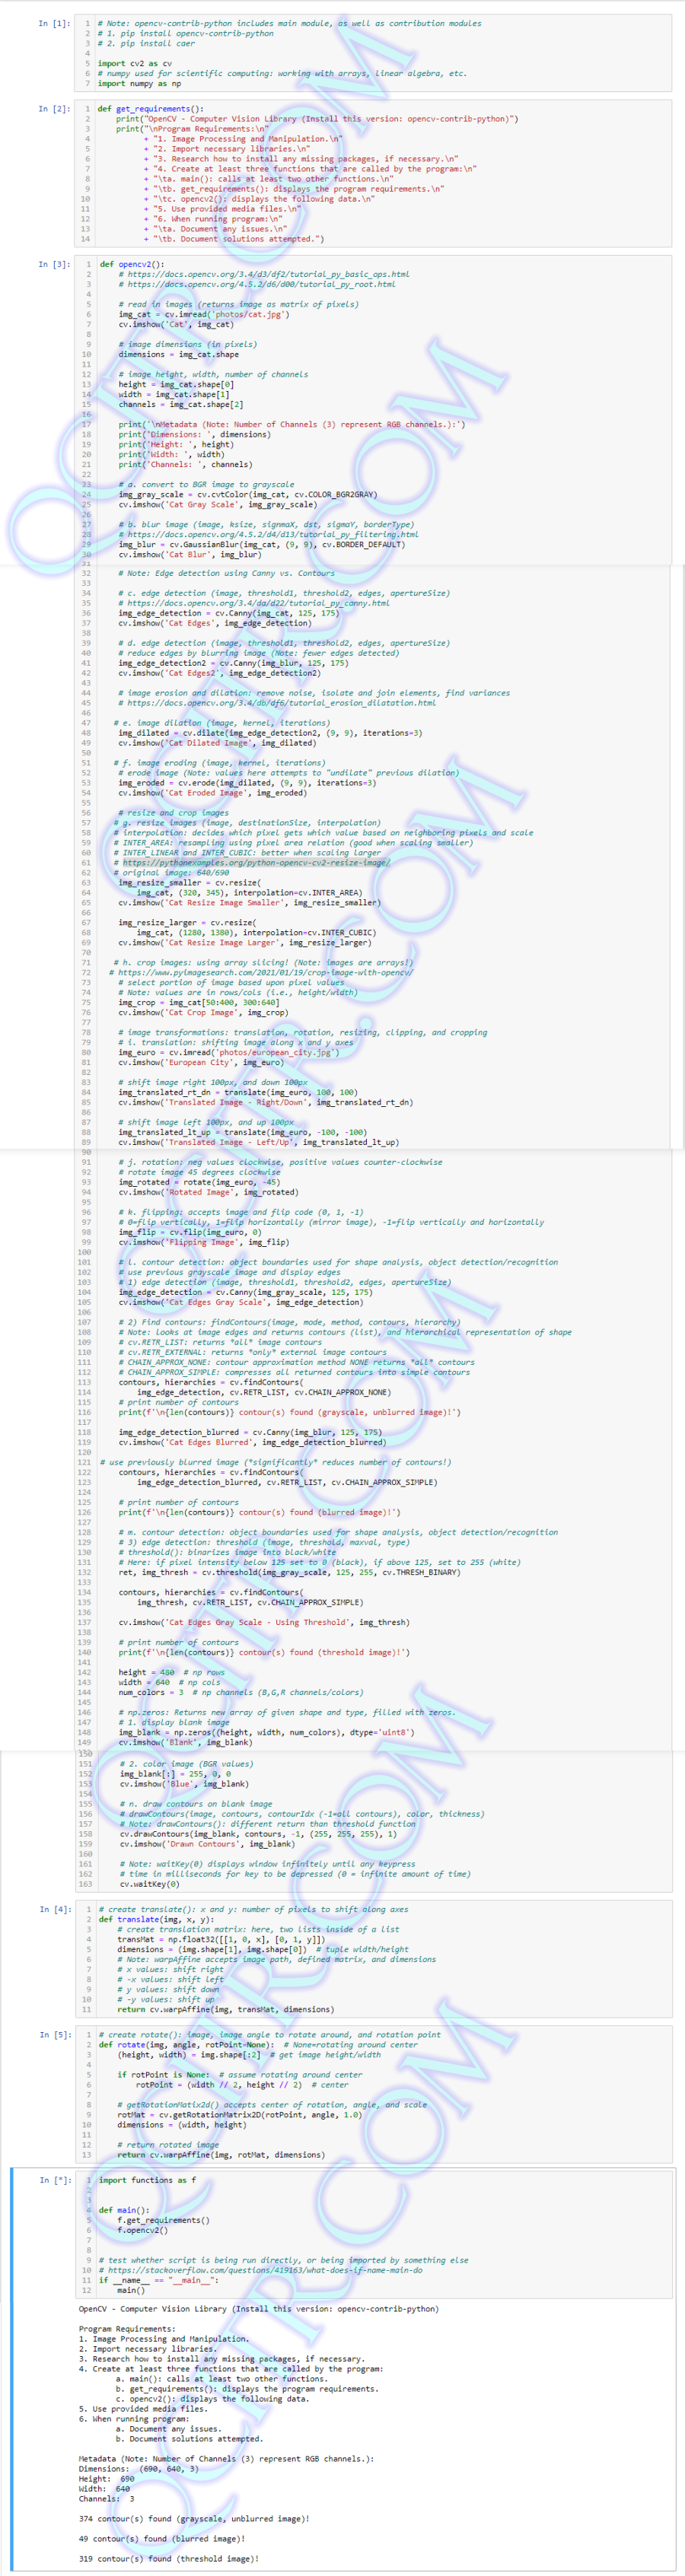 In [1]:
1 # Note: opencv-contrib-python includes main module, as well as contribution modules
2 # 1. pip install opencv-contrib-python
3 # 2. pip install caer
4
5 import cv2 as cv
6 # numpy used for scientific computing: working with arrays, linear algebra, etc.
7 import numpy as np
In [2]:
1 def get_requirements():
2 print("OpenCV - Computer Vision Library (Install this version: opencv-contrib-python)")
3 print("\nProgram Requirements:\n"
4 + "1. Image Processing and Manipulation.\n"
5 + "2. Import necessary libraries.\n"
6 + "3. Research how to install any missing packages, if necessary.\n"
7 + "4. Create at least three functions that are called by the program:\n"
8 + "\ta. main(): calls at least two other functions.\n"
9 + "\tb. get_requirements(): displays the program requirements.\n"
10 + "\tc. opencv2(): displays the following data.\n"
11 + "5. Use provided media files.\n"
12 + "6. When running program:\n"
13 + "\ta. Document any issues.\n"
14 + "\tb. Document solutions attempted.")
In [3]:
1 def opencv2():
2 # https://docs.opencv.org/3.4/d3/df2/tutorial_py_basic_ops.html
3 # https://docs.opencv.org/4.5.2/d6/d00/tutorial_py_root.html
4
5 # read in images (returns image as matrix of pixels)
6 img_cat = cv.imread('photos/cat.jpg')
7 cv.imshow('Cat', img_cat)
8
9 # image dimensions (in pixels)
10 dimensions = img_cat.shape
11
12 # image height, width, number of channels
13 height = img_cat.shape[0]
14 width = img_cat.shape[1]
15 channels = img_cat.shape[2]
16
17 print('\nMetadata (Note: Number of Channels (3) represent RGB channels.):')
18 print('Dimensions: ', dimensions)
19 print('Height: ', height)
20 print('Width: ', width)
21 print('Channels: ', channels)
22
23 # a. convert to BGR image to grayscale
24 img_gray_scale = cv.cvtColor(img_cat, cv.COLOR_BGR2GRAY)
25 cv.imshow('Cat Gray Scale', img_gray_scale)
26
27 # b. blur image (image, ksize, sigmaX, dst, sigmaY, borderType)
28 # https://docs.opencv.org/4.5.2/d4/d13/tutorial_py_filtering.html
29 img_blur = cv.GaussianBlur(img_cat, (9, 9), cv.BORDER_DEFAULT)
30 cv.imshow('Cat Blur', img_blur)
31
32 # Note: Edge detection using Canny vs. Contours
33
34 # c. edge detection (image, threshold1, threshold2, edges, apertureSize)
35 # https://docs.opencv.org/3.4/da/d22/tutorial_py_canny.html
36 img_edge_detection = cv.Canny(img_cat, 125, 175)
37 cv.imshow('Cat Edges', img_edge_detection)
38
39 # d. edge detection (image, threshold1, threshold2, edges, apertureSize)
40 # reduce edges by blurring image (Note: fewer edges detected)
41 img_edge_detection2 = cv.Canny(img_blur, 125, 175)
42 cv.imshow('Cat Edges2', img_edge_detection2)
43
44 # image erosion and dilation: remove noise, isolate and join elements, find variances
45 # https://docs.opencv.org/3.4/db/df6/tutorial_erosion_dilatation.html
46
47 # e. image dilation (image, kernel, iterations)
48 img_dilated = cv.dilate(img_edge_detection2, (9, 9), iterations=3)
49 cv.imshow('Cat Dilated Image', img_dilated)
50
51 # f. image eroding (image, kernel, iterations)
52 # erode image (Note: values here attempts to "undilate" previous dilation)
53 img_eroded = cv.erode(img_dilated, (9, 9), iterations=3)
54 cv.imshow('Cat Eroded Image', img_eroded)
55
56 # resize and crop images
57 # g. resize images (image, destinationSize, interpolation)
58 # interpolation: decides which pixel gets which value based on neighboring pixels and scale
59 # INTER_AREA: resampling using pixel area relation (good when scaling smaller)
60 # INTER_LINEAR and INTER_CUBIC: better when scaling larger
61 # https://pythonexamples.org/python-opencv-cv2-resize-image/
62 # original image: 640/690
63 img_resize_smaller = cv.resize(
64 img_cat, (320, 345), interpolation=cv.INTER_AREA)
65 cv.imshow('Cat Resize Image Smaller', img_resize_smaller)
66
67 img_resize_larger = cv.resize(
68 img_cat, (1280, 1380), interpolation=cv.INTER_CUBIC)
69 cv.imshow('Cat Resize Image Larger', img_resize_larger)
70
71 # h. crop images: using array slicing! (Note: images are arrays!)
72 # https://www.pyimagesearch.com/2021/01/19/crop-image-with-opencv/
73 # select portion of image based upon pixel values
74 # Note: values are in rows/cols (i.e., height/width)
75 img_crop = img_cat[50:400, 300:640]
76 cv.imshow('Cat Crop Image', img_crop)
77
78 # image transformations: translation, rotation, resizing, clipping, and cropping
79 # i. translation: shifting image along x and y axes
80 img_euro = cv.imread('photos/european_city.jpg')
81 cv.imshow('European City', img_euro)
82
83 # shift image right 100px, and down 100px
84 img_translated_rt_dn = translate(img_euro, 100, 100)
85 cv.imshow('Translated Image - Right/Down', img_translated_rt_dn)
86
87 # shift image left 100px, and up 100px
88 img_translated_lt_up = translate(img_euro, -100, -100)
89 cv.imshow('Translated Image - Left/Up', img_translated_lt_up)
90
91 # j. rotation: neg values clockwise, positive values counter-clockwise
92 # rotate image 45 degrees clockwise
93 img_rotated = rotate(img_euro, -45)
94 cv.imshow('Rotated Image', img_rotated)
95
96 # k. flipping: accepts image and flip code (0, 1, -1)
97 # 0=flip vertically, 1=flip horizontally (mirror image), -1=flip vertically and horizontally
98 img_flip = cv.flip(img_euro, 0)
99 cv.imshow('Flipping Image', img_flip)
100
101 # l. contour detection: object boundaries used for shape analysis, object detection/recognition
102 # use previous grayscale image and display edges
103 # 1) edge detection (image, threshold1, threshold2, edges, apertureSize)
104 img_edge_detection = cv.Canny(img_gray_scale, 125, 175)
105 cv.imshow('Cat Edges Gray Scale', img_edge_detection)
106
107 # 2) Find contours: findContours(image, mode, method, contours, hierarchy)
108 # Note: looks at image edges and returns contours (list), and hierarchical representation of shape
109 # cv.RETR_LIST: returns *all* image contours
110 # cv.RETR_EXTERNAL: returns *only* external image contours
111 # CHAIN_APPROX_NONE: contour approximation method NONE returns *all* contours
112 # CHAIN_APPROX_SIMPLE: compresses all returned contours into simple contours
113 contours, hierarchies = cv.findContours(
114 img_edge_detection, cv.RETR_LIST, cv.CHAIN_APPROX_NONE)
115 # print number of contours
116 print(f'\n{len(contours)} contour(s) found (grayscale, unblurred image)!')
117
118 img_edge_detection_blurred = cv.Canny(img_blur, 125, 175)
119 cv.imshow('Cat Edges Blurred', img_edge_detection_blurred)
120
121 # use previously blurred image (*significantly* reduces number of contours!)
122 contours, hierarchies = cv.findContours(
123 img_edge_detection_blurred, cv.RETR_LIST, cv.CHAIN_APPROX_SIMPLE)
124
125 # print number of contours
126 print(f'\n{len(contours)} contour(s) found (blurred image)!')
127
128 # m. contour detection: object boundaries used for shape analysis, object detection/recognition
129 # 3) edge detection: threshold (image, threshold, maxval, type)
130 # threshold(): binarizes image into black/white
131 # Here: if pixel intensity below 125 set to 0 (black), if above 125, set to 255 (white)
132 ret, img_thresh = cv.threshold(img_gray_scale, 125, 255, cv.THRESH_BINARY)
133
134 contours, hierarchies = cv.findContours(
135 img_thresh, cv.RETR_LIST, cv.CHAIN_APPROX_SIMPLE)
136
137 cv.imshow('Cat Edges Gray Scale - Using Threshold', img_thresh)
138
139 # print number of contours
140 print(f'\n{len(contours)} contour(s) found (threshold image)!')
141
142 height = 480 # np rows
143 width = 640 # np cols
144 num_colors = 3 # np channels (B,G,R channels/colors)
145
146 # np.zeros: Returns new array of given shape and type, filled with zeros.
147 # 1. display blank image
148 img_blank = np.zeros((height, width, num_colors), dtype='uint8')
149 cv.imshow('Blank', img_blank)
150
151 # 2. color image (BGR values)
152 img_blank[:] = 255, 0, 0
153 cv.imshow('Blue', img_blank)
154
155 # n. draw contours on blank image
156 # drawContours(image, contours, contourIdx (-1=all contours), color, thickness)
157 # Note: drawContours(): different return than threshold function
158 cv.drawContours(img_blank, contours, -1, (255, 255, 255), 1)
159 cv.imshow('Drawn Contours', img_blank)
160
161 # Note: waitKey(0) displays window infinitely until any keypress
162 # time in milliseconds for key to be depressed (0 = infinite amount of time)
163 cv.waitKey(0)
In [4]:
1 # create translate(): x and y: number of pixels to shift along axes
2 def translate(img, x, y):
3 # create translation matrix: here, two lists inside of a list
4 transMat = np.float32([[1, 0, x], [0, 1, y]])
5 dimensions = (img.shape[1], img.shape[0]) # tuple width/height
6 # Note: warpAffine accepts image path, defined matrix, and dimensions
7 # x values: shift right
8 # -x values: shift left
9 # y values: shift down
10 # -y values: shift up
11 return cv.warpAffine(img, transMat, dimensions)
In [5]:
1 # create rotate(): image, image angle to rotate around, and rotation point
2 def rotate(img, angle, rotPoint=None): # None=rotating around center
3 (height, width) = img.shape[:2] # get image height/width
4
5 if rotPoint is None: # assume rotating around center
6 rotPoint = (width // 2, height // 2) # center
7
8 # getRotationMatix2d() accepts center of rotation, angle, and scale
9 rotMat = cv.getRotationMatrix2D(rotPoint, angle, 1.0)
10 dimensions = (width, height)
11
12 # return rotated image
13 return cv.warpAffine(img, rotMat, dimensions)
In [*]:
1 import functions as f
2
3
4 def main():
5 f.get_requirements()
6 f.opencv2()
7
8
9 # test whether script is being run directly, or being imported by something else
10 # https://stackoverflow.com/questions/419163/what-does-if-name-main-do
11 if __name__ == "__main__":
12 main()
OpenCV - Computer Vision Library (Install this version: opencv-contrib-python)
Program Requirements:
1. Image Processing and Manipulation.
2. Import necessary libraries.
3. Research how to install any missing packages, if necessary.
4. Create at least three functions that are called by the program:
a. main(): calls at least two other functions.
b. get_requirements(): displays the program requirements.
c. opencv2(): displays the following data.
5. Use provided media files.
6. When running program:
a. Document any issues.
b. Document solutions attempted.
Metadata (Note: Number of Channels (3) represent RGB channels.):
Dimensions: (690, 640, 3)
Height: 690
Width: 640
Channels: 3
374 contour(s) found (grayscale, unblurred image)!
49 contour(s) found (blurred image)!
319 contour(s) found (threshold image)!